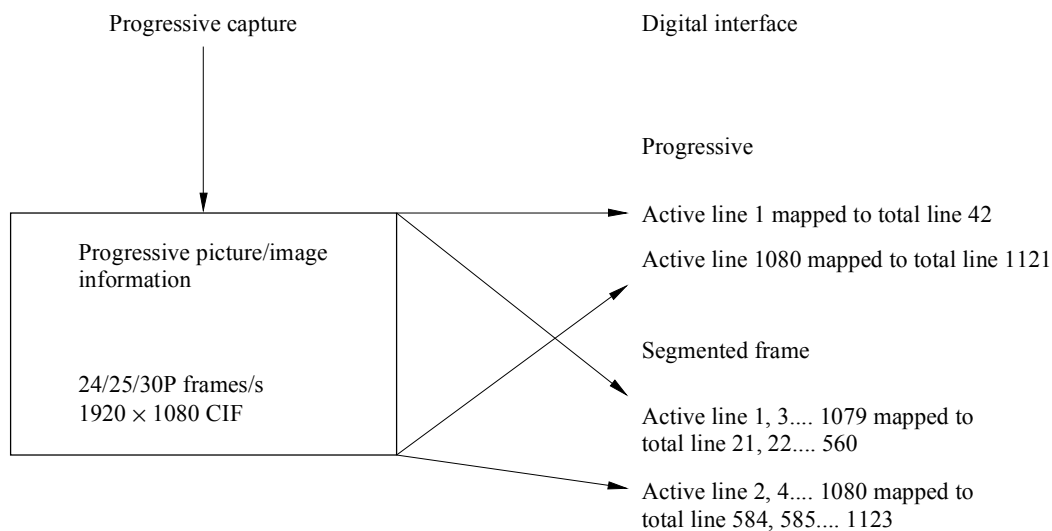 Progressive capture
Digital interface
Progressive
Active line 1 mapped to total line 42
Progressive picture/image
information
Active line 1080 mapped to total line 1121
24/25/30P frames/s
1920 × 1080 CIF
Segmented frame
Active line 1, 3.... 1079 mapped to
total line 21, 22.... 560
Active line 2, 4.... 1080 mapped to
total line 584, 585.... 1123